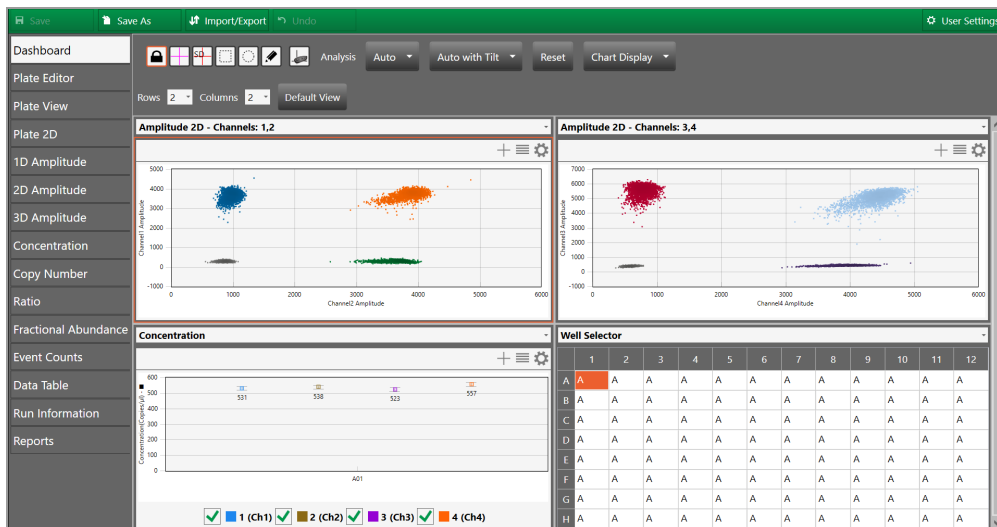 Save Save As Import/Export Undo User Settings
Dashboard
Plate Editor
Plate View
Plate 2D
1D Amplitude
2D Amplitude
3D Amplitude
Concentration
Copy Number
Ratio
Fractional Abundance
Event Counts
Data Table
Run Information
Reports
SD Analysis Auto Auto with Tilt Reset Chart Display
Rows 2 Columns 2 Default View
Amplitude 2D - Channels: 1,2
5000
4000
3000
2000
1000
0
-1000
Channel1 Amplitude
0 1000 2000 3000 4000 5000 6000
Channel2 Amplitude
Amplitude 2D - Channels: 3,4
7000
6000
5000
4000
3000
2000
1000
0
-1000
Channel3 Amplitude
0 1000 2000 3000 4000 5000 6000
Channel4 Amplitude
Concentration
600
500
400
300
200
100
0
Concentration(Copies/µl)
531 538 523 557
A01
1 (Ch1) 2 (Ch2) 3 (Ch3) 4 (Ch4)
Well Selector
1 2 3 4 5 6 7 8 9 10 11 12
A A A A A A A A A A A A A
B A A A A A A A A A A A A
C A A A A A A A A A A A A
D A A A A A A A A A A A A
E A A A A A A A A A A A A
F A A A A A A A A A A A A
G A A A A A A A A A A A A
H A A A A A A A A A A A A